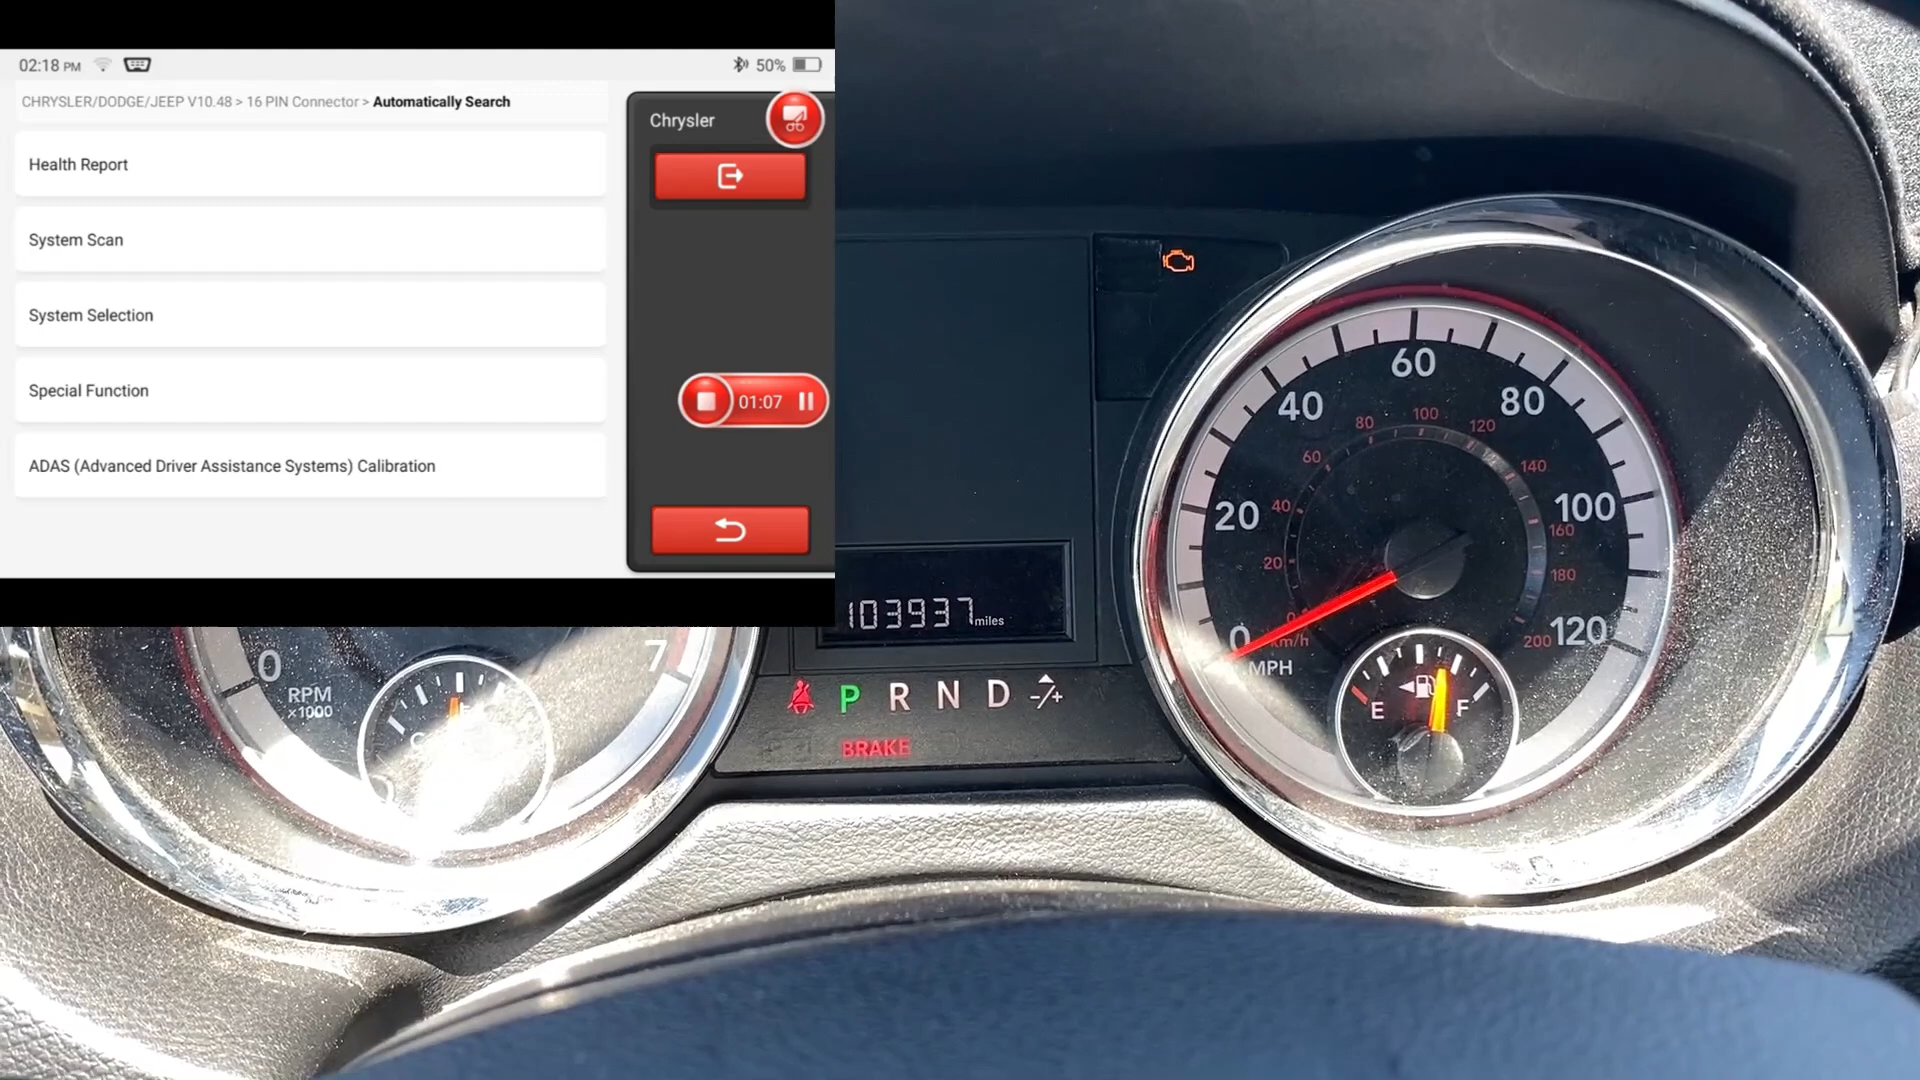 02:18 PM
50%
CHRYSLER/DODGE/JEEP V10.48 > 16 PIN Connector > Automatically Search
Chrysler
Health Report
System Scan
System Selection
Special Function
01:07
ADAS (Advanced Driver Assistance Systems) Calibration
60
40
80
80
100
120
60
140
20
40
100
160
20
180
103937 miles
0
0
km/h
200
120
MPH
0
7
RPM
x1000
P R N D -/+
E
F
BRAKE